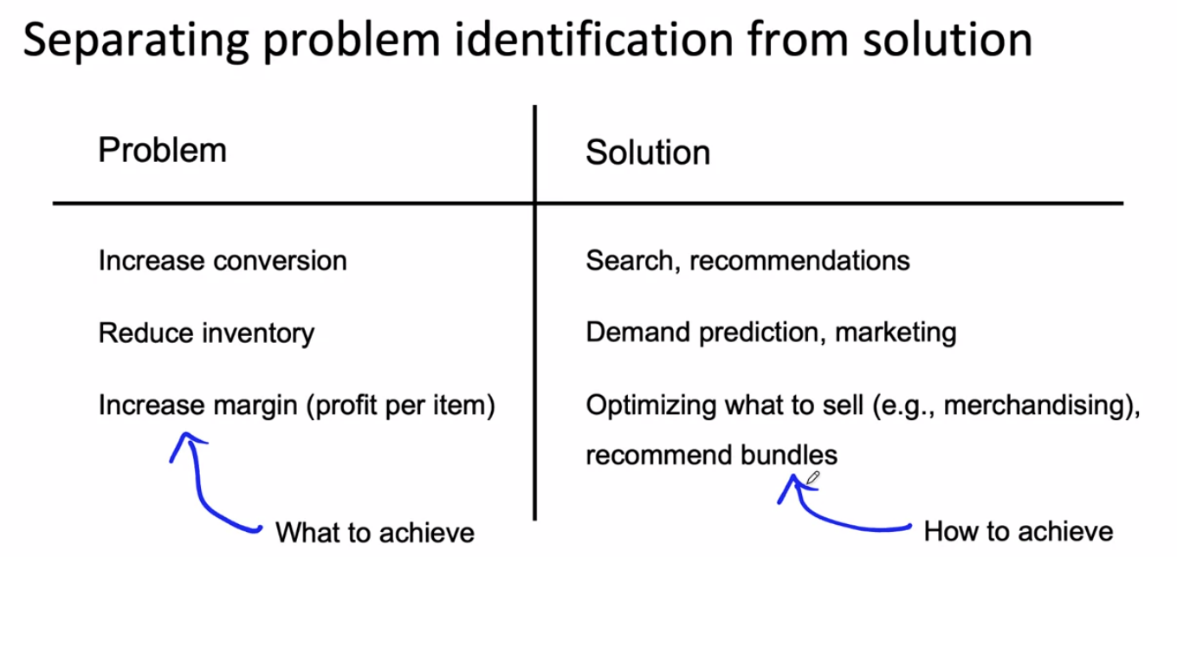 Separating problem identification from solution
Problem
Solution
Increase conversion
Search, recommendations
Reduce inventory
Demand prediction, marketing
Increase margin (profit per item)
Optimizing what to sell (e.g., merchandising),
recommend bundles
What to achieve
How to achieve